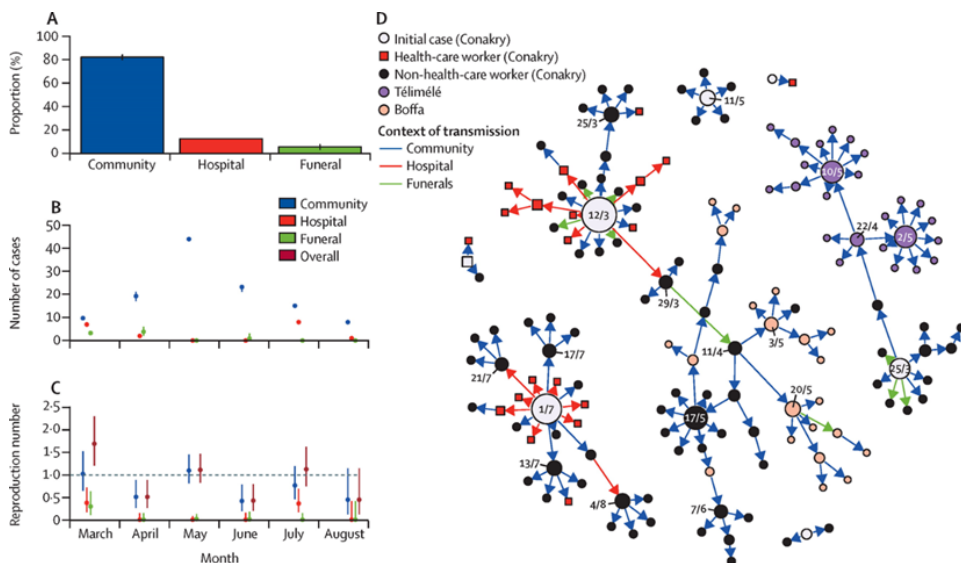 A
Proportion (%)
100
80
60
40
20
0
Community
Hospital
Funeral
B
Number of cases
50
40
30
20
10
0
Community
Hospital
Funeral
Overall
C
Reproduction number
2·5
2·0
1·5
1·0
0·5
0
March
April
May
June
July
August
Month
D
Initial case (Conakry)
Health-care worker (Conakry)
Non-health-care worker (Conakry)
Télimélé
Boffa
Context of transmission
Community
Hospital
Funerals
25/3
11/5
12/3
10/5
22/4
2/5
29/3
11/4
3/5
25/3
17/7
21/7
1/7
20/5
17/5
13/7
4/8
7/6